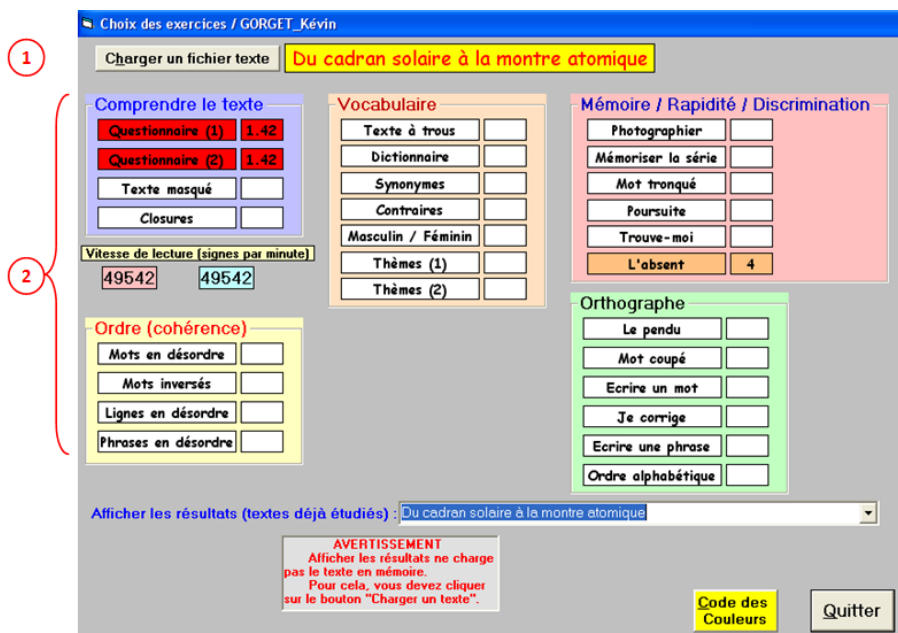 Choix des exercices / GORGET_Kévin
1
Charger un fichier texte
Du cadran solaire à la montre atomique
2
Comprendre le texte
Questionnaire (1) 1.42
Questionnaire (2) 1.42
Texte masqué
Closures
Vitesse de lecture (signes par minute)
49542 49542
Ordre (cohérence)
Mots en désordre
Mots inversés
Lignes en désordre
Phrases en désordre
Vocabulaire
Texte à trous
Dictionnaire
Synonymes
Contraires
Masculin / Féminin
Thèmes (1)
Thèmes (2)
Mémoire / Rapidité / Discrimination
Photographier
Mémoriser la série
Mot tronqué
Poursuite
Trouve-moi
L'absent 4
Orthographe
Le pendu
Mot coupé
Ecrire un mot
Je corrige
Ecrire une phrase
Ordre alphabétique
Afficher les résultats (textes déjà étudiés) : Du cadran solaire à la montre atomique
AVERTISSEMENT
Afficher les résultats ne charge
pas le texte en mémoire.
Pour cela, vous devez cliquer
sur le bouton "Charger un texte".
Code des
Couleurs
Quitter